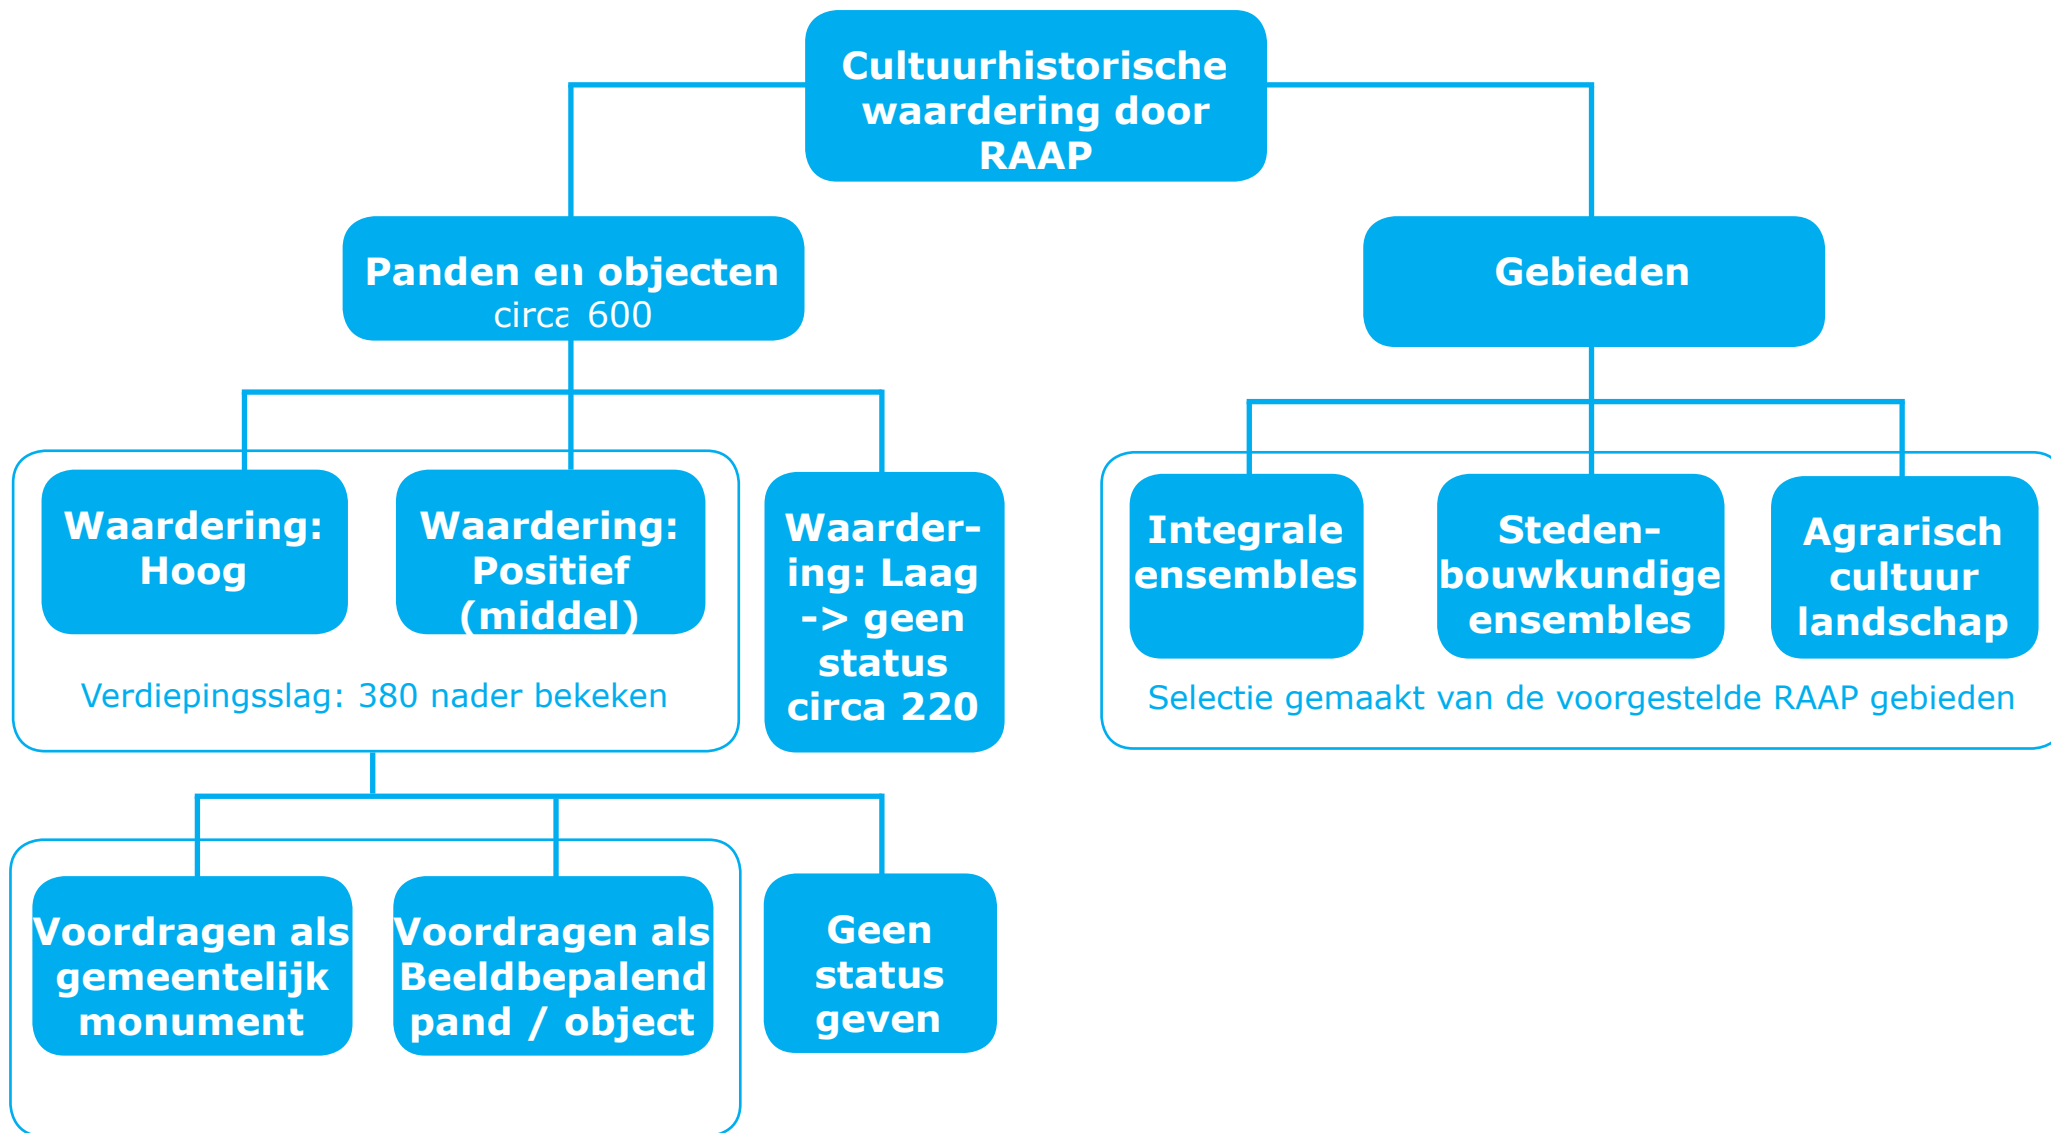 Cultuurhistorische
waardering door
RAAP
Panden en objecten
circa 600
Gebieden
Waardering:
Hoog
Waardering:
Positief
(middel)
Waarder-
ing: Laag
-> geen
status
circa 220
Verdiepingsslag: 380 nader bekeken
Integrale
ensembles
Steden-
bouwkundige
ensembles
Agrarisch
cultuur
landschap
Selectie gemaakt van de voorgestelde RAAP gebieden
Voordragen als
gemeentelijk
monument
Voordragen als
Beeldbepalend
pand / object
Geen
status
geven